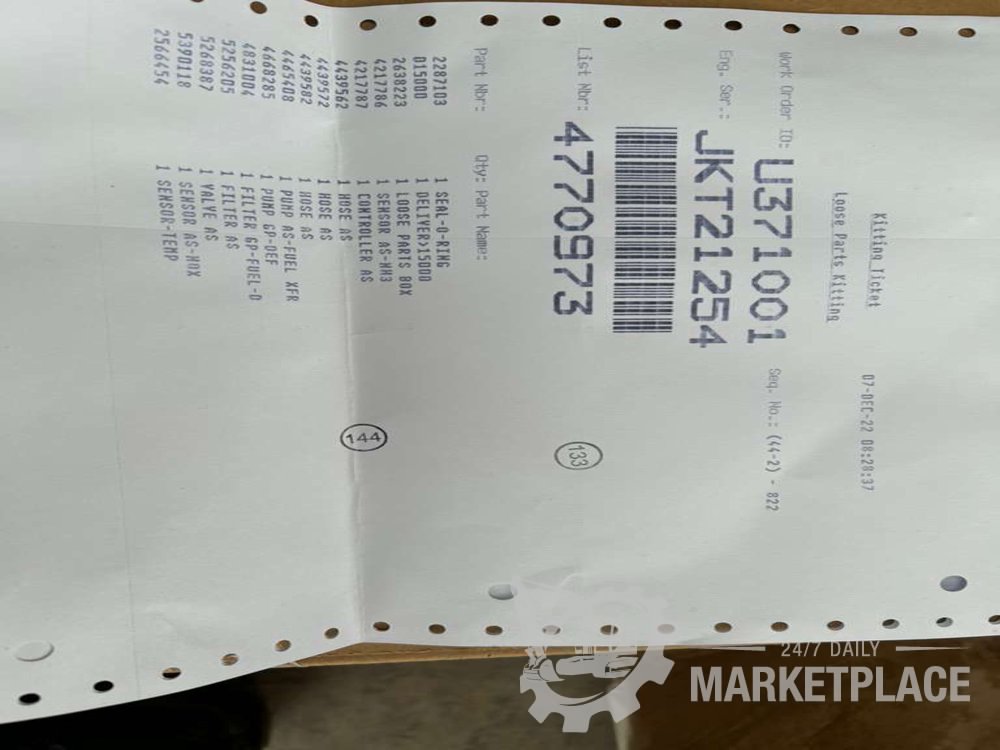 Kitting Ticket 07-DEC-22 08:28:37
Loose Parts Kitting
Work Order ID: U371001 Seq. No.: (44-2) - 822
Eng. Ser.: JKT21254
List Nbr: 4770973
133
Part Nbr: Qty: Part Name:
2287103 1 SEAL-O-RING
D15000 1 DELIVER>15000
2638223 1 LOOSE PARTS BOX
4217786 1 SENSOR AS-NH3
4217787 1 CONTROLLER AS
4439562 1 HOSE AS
4439572 1 HOSE AS
4439582 1 HOSE AS
4465408 1 PUMP AS-FUEL XFR
4668285 1 PUMP GP-DEF
4831004 1 FILTER GP-FUEL-D
5256205 1 FILTER AS
5268387 1 VALVE AS
5390118 1 SENSOR AS-NOX
2566454 1 SENSOR-TEMP
144
24/7 DAILY
MARKETPLACE